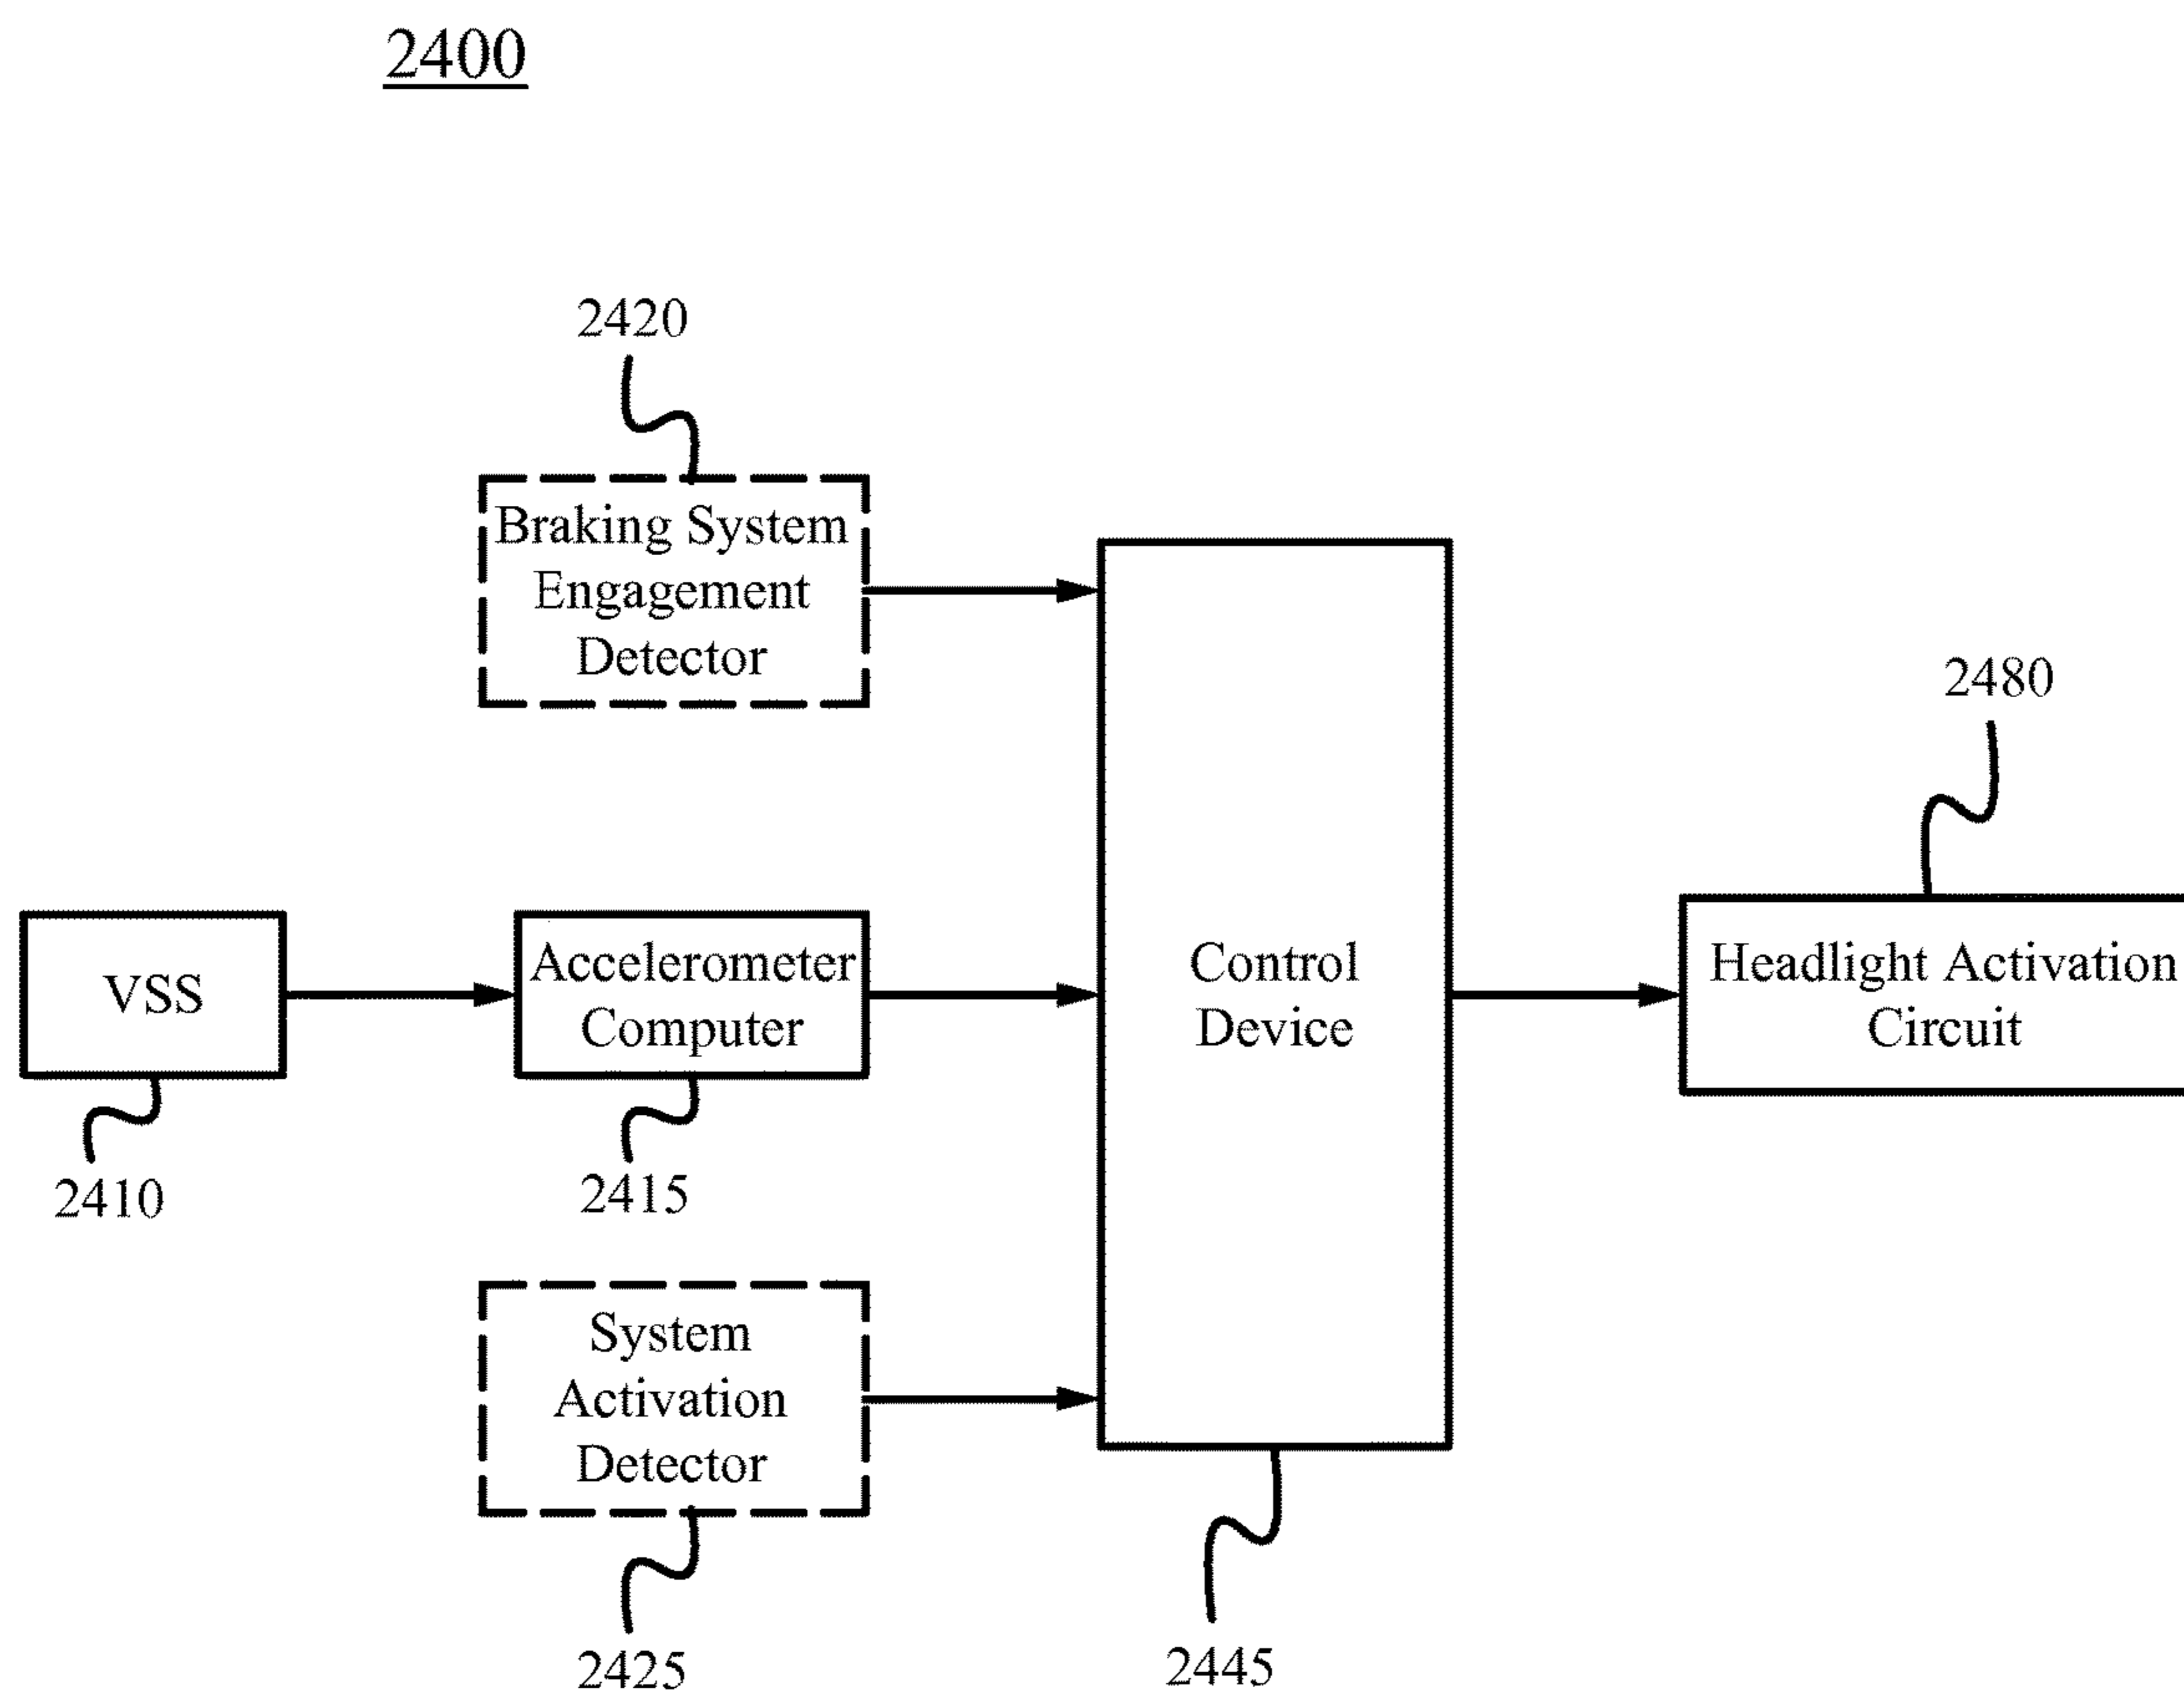 2400
2420
Braking System
Engagement
Detector
2480
VSS
Accelerometer
Computer
Control
Device
Headlight Activation
Circuit
2410
2415
System
Activation
Detector
2425
2445